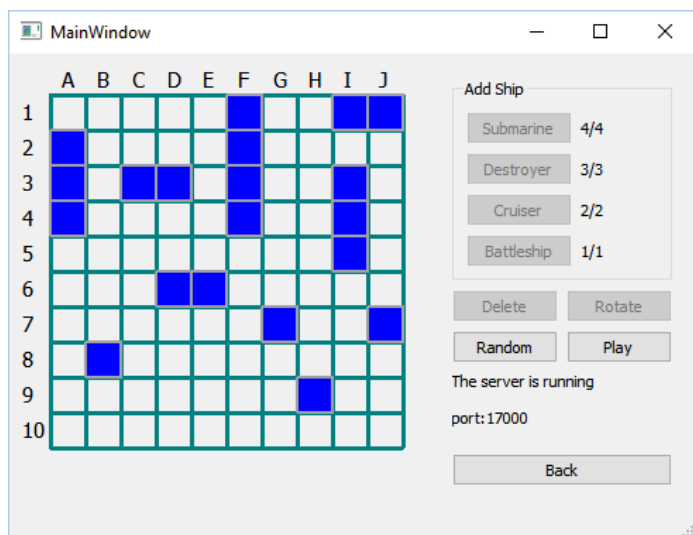 MainWindow
A B C D E F G H I J
1
2
3
4
5
6
7
8
9
10
Add Ship
Submarine 4/4
Destroyer 3/3
Cruiser 2/2
Battleship 1/1
Delete Rotate
Random Play
The server is running
port:17000
Back